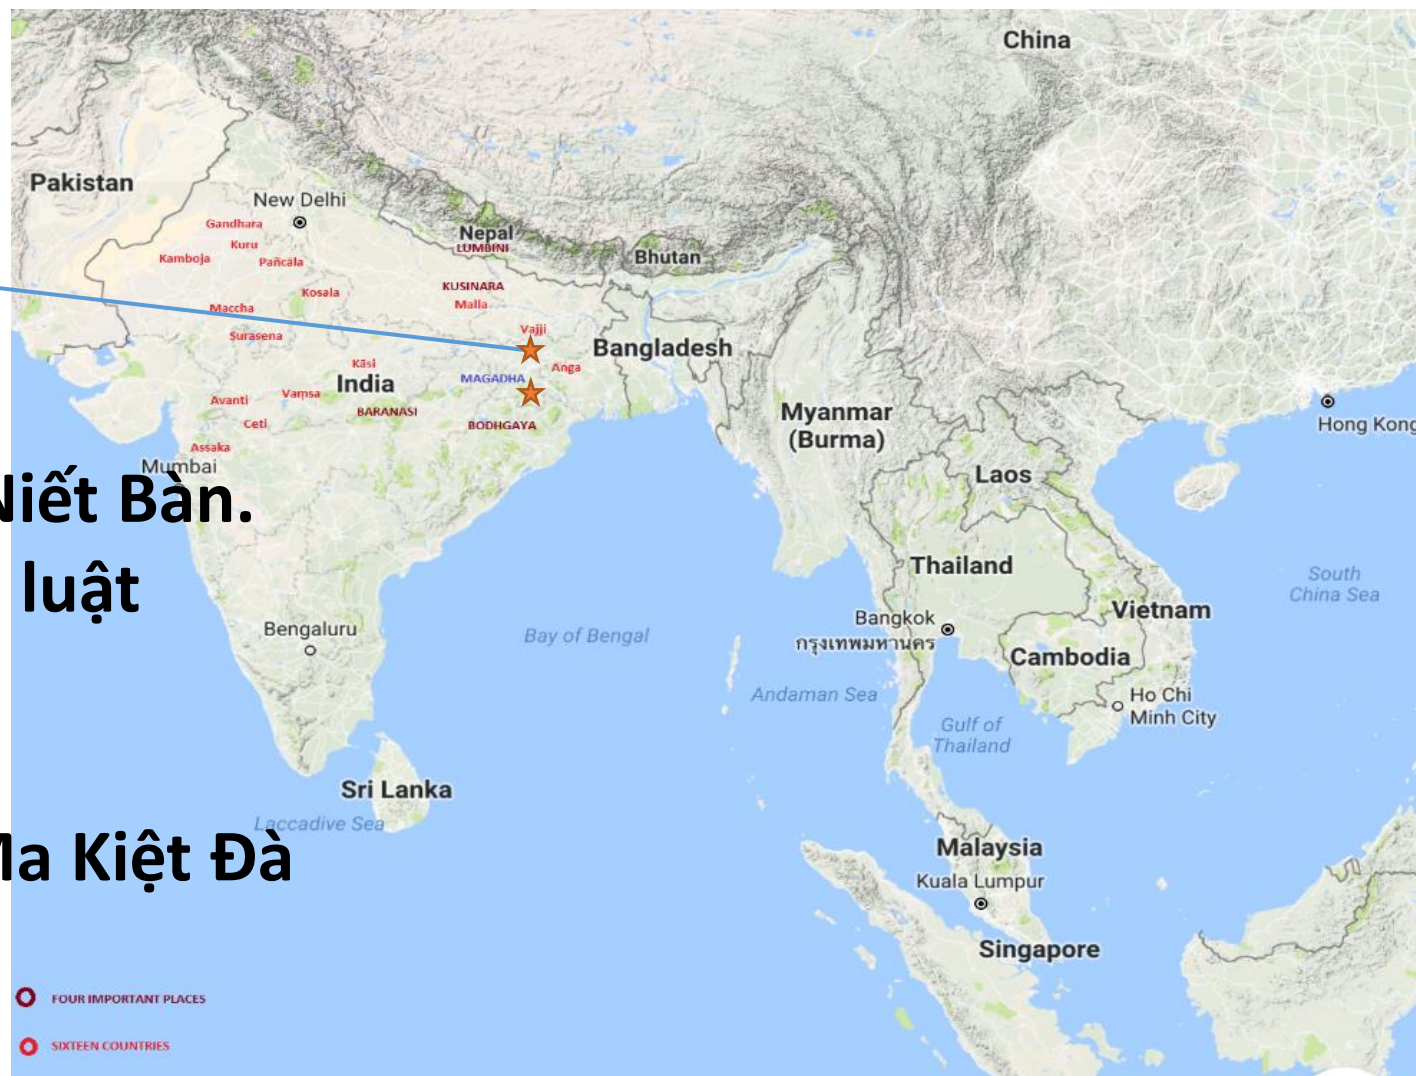 China
Pakistan
New Delhi
Gandhara
Nepal
Kuru
LUMBINI
Kamboja
Pañcāla
Bhutan
KUSINARA
Kosala
Malla
Maccha
Vajji
Surasena
Bangladesh
Kāsi
Anga
MAGADHA
India
Vaṃsa
Avanti
BARANASI
Ceti
BODHGAYA
Myanmar
(Burma)
Hong Kong
Assaka
Mumbai
Laos
Niết Bàn.
luật
Thailand
South
China Sea
Vietnam
Bangkok
กรุงเทพมหานคร
Bengaluru
Bay of Bengal
Cambodia
Andaman Sea
Ho Chi
Minh City
Gulf of
Thailand
Sri Lanka
Laccadive Sea
Malaysia
Ma Kiệt Đà
Kuala Lumpur
Singapore
FOUR IMPORTANT PLACES
SIXTEEN COUNTRIES